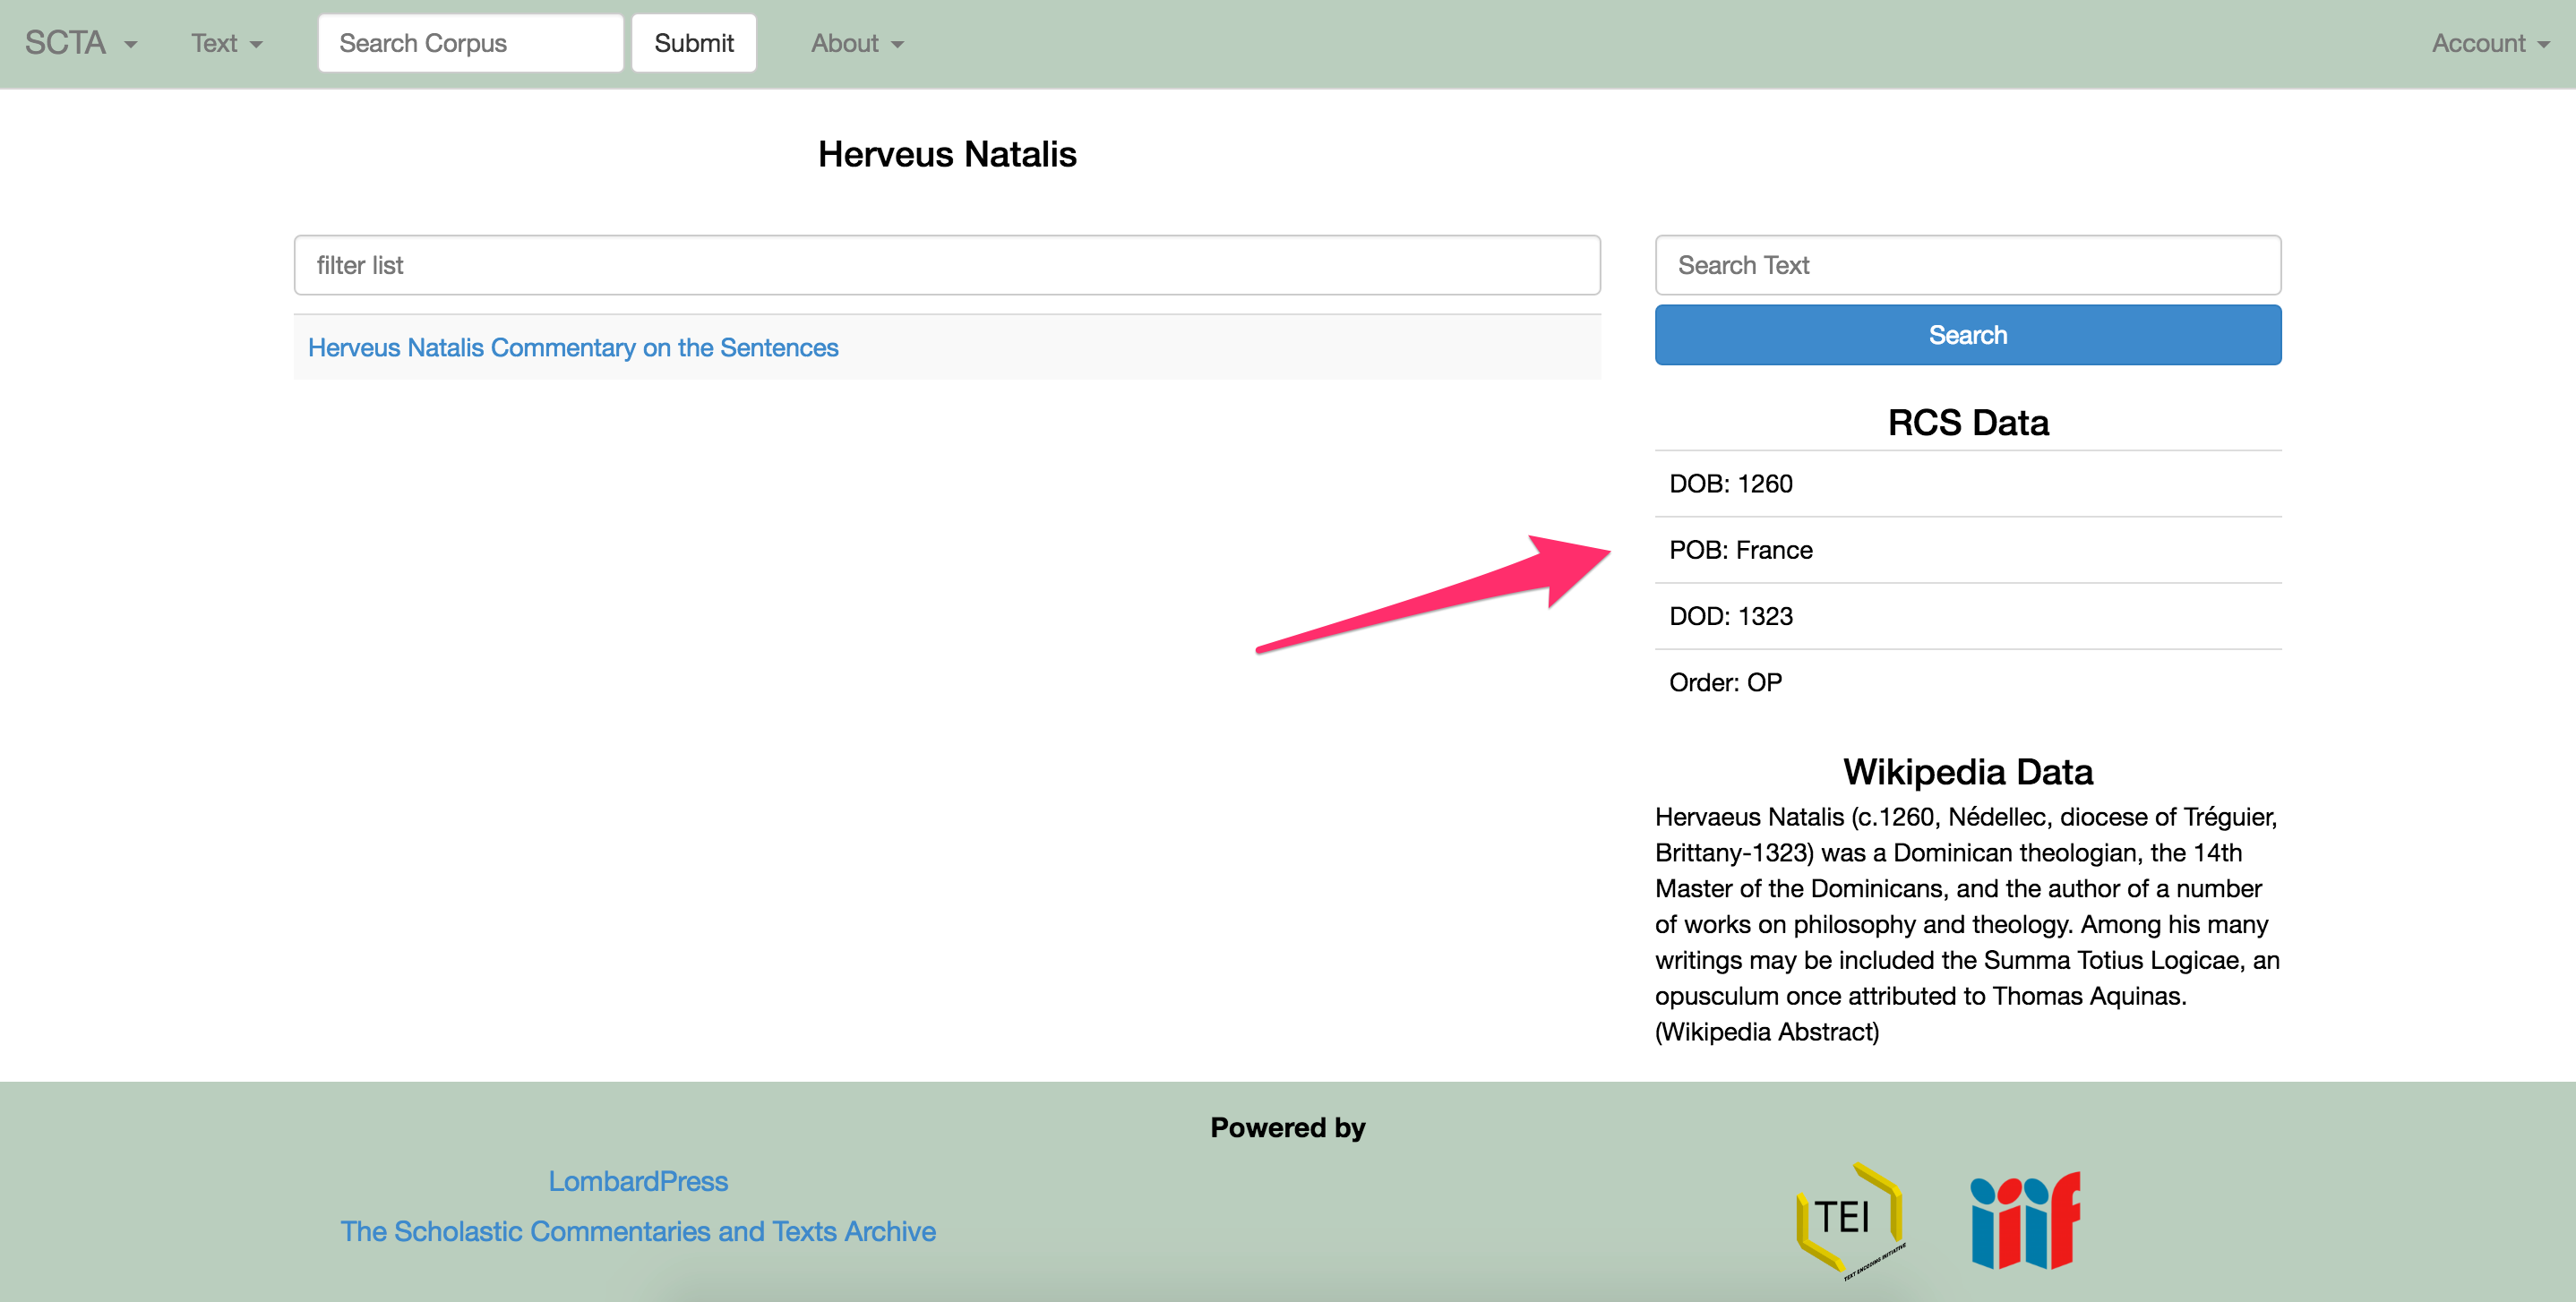 SCTA Text Search Corpus Submit About Account
Herveus Natalis
filter list
Herveus Natalis Commentary on the Sentences
Search Text
Search
RCS Data
DOB: 1260
POB: France
DOD: 1323
Order: OP
Wikipedia Data
Hervaeus Natalis (c.1260, Nédellec, diocese of Tréguier,
Brittany-1323) was a Dominican theologian, the 14th
Master of the Dominicans, and the author of a number
of works on philosophy and theology. Among his many
writings may be included the Summa Totius Logicae, an
opusculum once attributed to Thomas Aquinas.
(Wikipedia Abstract)
Powered by
LombardPress
The Scholastic Commentaries and Texts Archive
TEI
TEXT ENCODING INITIATIVE
iiif